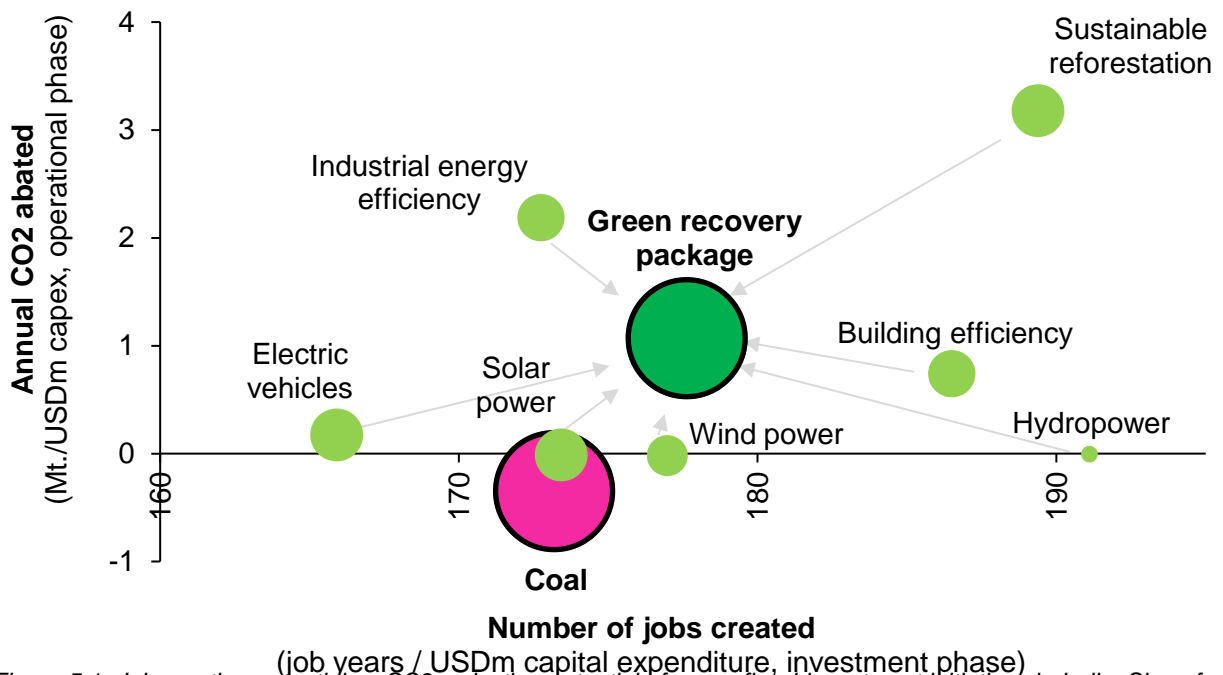 4
Sustainable
reforestation
3
Industrial energy
efficiency
2
Green recovery
package
1
Building efficiency
Electric
vehicles
Solar
power
Hydropower
Wind power
0
160
170
180
190
-1
Coal
Annual CO2 abated
(Mt./USDm capex, operational phase)
Number of jobs created
(job years / USDm capital expenditure, investment phase)